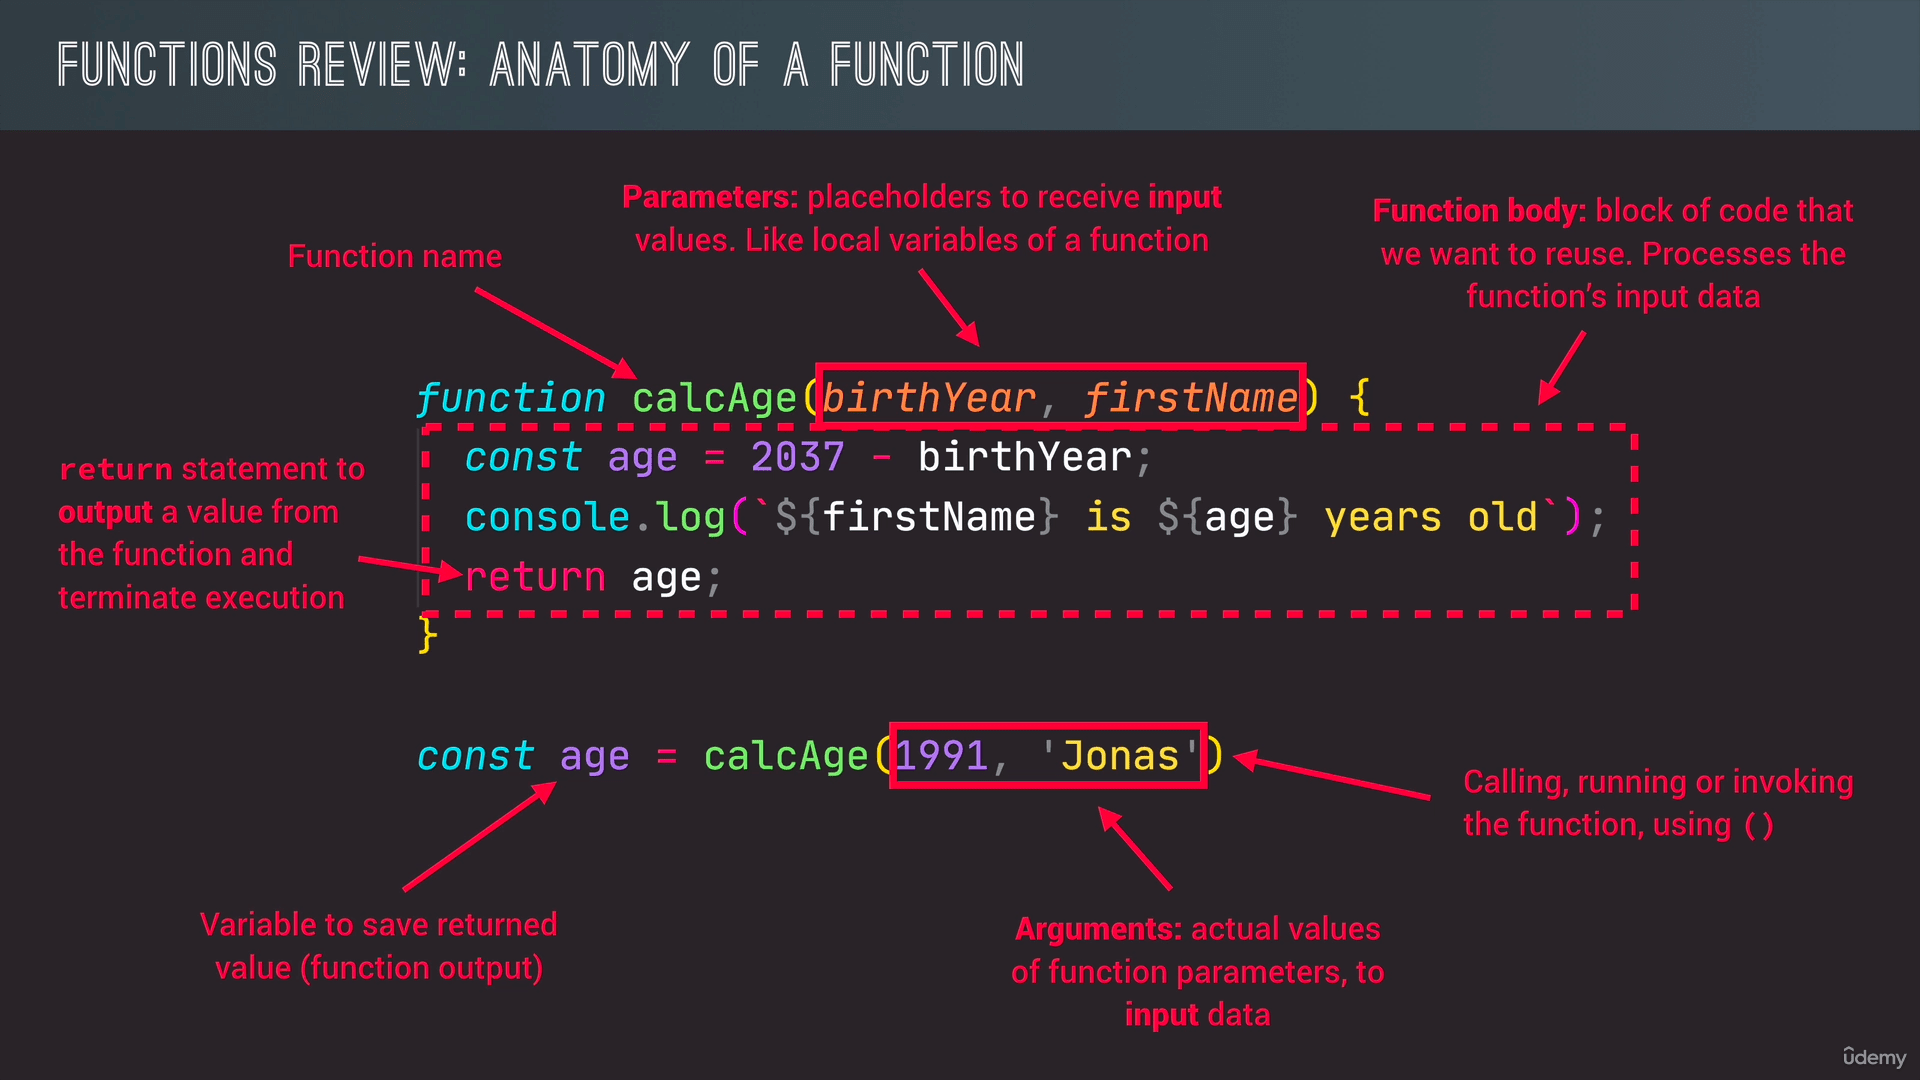 FUNCTIONS REVIEW: ANATOMY OF A FUNCTION
Function name
Parameters: placeholders to receive input
values. Like local variables of a function
Function body: block of code that
we want to reuse. Processes the
function’s input data
function calcAge(birthYear, firstName) {
const age = 2037 - birthYear;
console.log(`${firstName} is ${age} years old`);
return age;
}
return statement to
output a value from
the function and
terminate execution
const age = calcAge(1991, 'Jonas')
Calling, running or invoking
the function, using ()
Variable to save returned
value (function output)
Arguments: actual values
of function parameters, to
input data
ûdemy